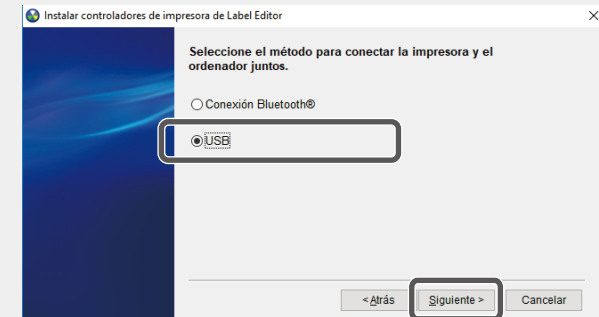 Instalar controladores de impresora de Label Editor
Seleccione el método para conectar la impresora y el
ordenador juntos.
Conexión Bluetooth®
USB
< Atrás
Siguiente >
Cancelar